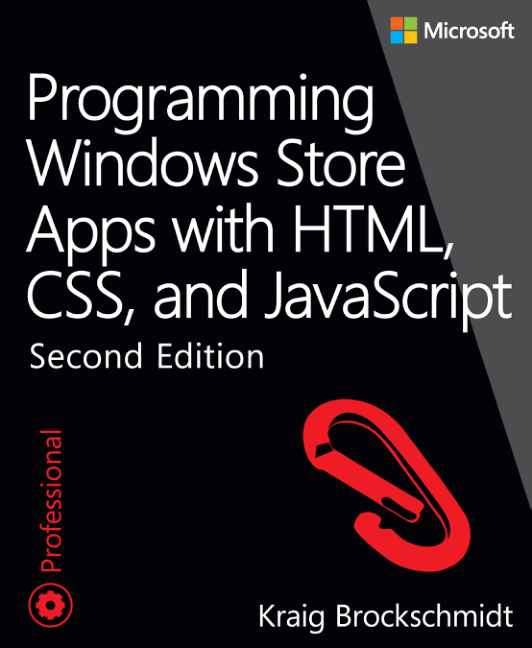 Microsoft
Programming
Windows Store
Apps with HTML,
CSS, and JavaScript
Second Edition
Professional
Kraig Brockschmidt